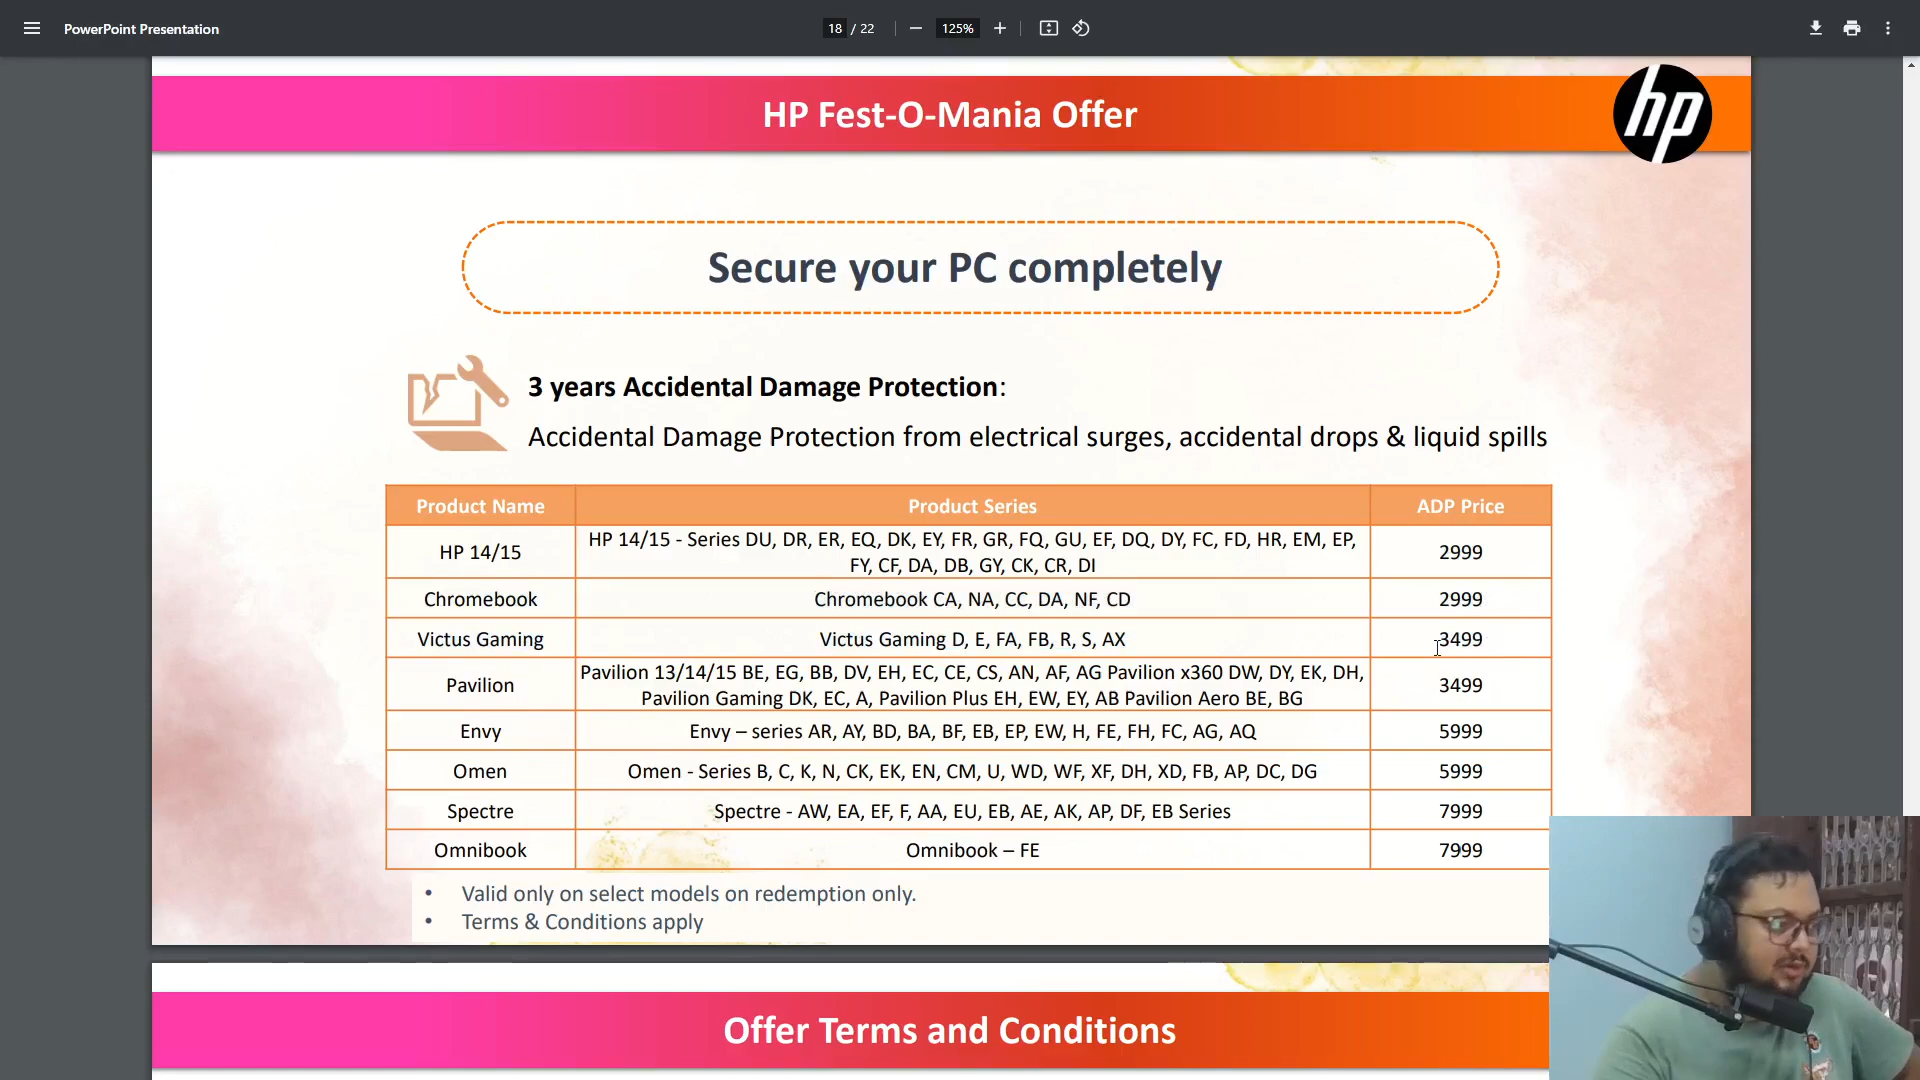 PowerPoint Presentation
18 / 22
125%
HP Fest-O-Mania Offer
hp
Secure your PC completely
3 years Accidental Damage Protection:
Accidental Damage Protection from electrical surges, accidental drops & liquid spills
Product Name Product Series ADP Price
HP 14/15 HP 14/15 - Series DU, DR, ER, EQ, DK, EY, FR, GR, FQ, GU, EF, DQ, DY, FC, FD, HR, EM, EP, 2999
FY, CF, DA, DB, GY, CK, CR, DI
Chromebook Chromebook CA, NA, CC, DA, NF, CD 2999
Victus Gaming Victus Gaming D, E, FA, FB, R, S, AX 3499
Pavilion Pavilion 13/14/15 BE, EG, BB, DV, EH, EC, CE, CS, AN, AF, AG Pavilion x360 DW, DY, EK, DH, 3499
Pavilion Gaming DK, EC, A, Pavilion Plus EH, EW, EY, AB Pavilion Aero BE, BG
Envy Envy – series AR, AY, BD, BA, BF, EB, EP, EW, H, FE, FH, FC, AG, AQ 5999
Omen Omen - Series B, C, K, N, CK, EK, EN, CM, U, WD, WF, XF, DH, XD, FB, AP, DC, DG 5999
Spectre Spectre - AW, EA, EF, F, AA, EU, EB, AE, AK, AP, DF, EB Series 7999
Omnibook Omnibook – FE 7999
• Valid only on select models on redemption only.
• Terms & Conditions apply
Offer Terms and Conditions